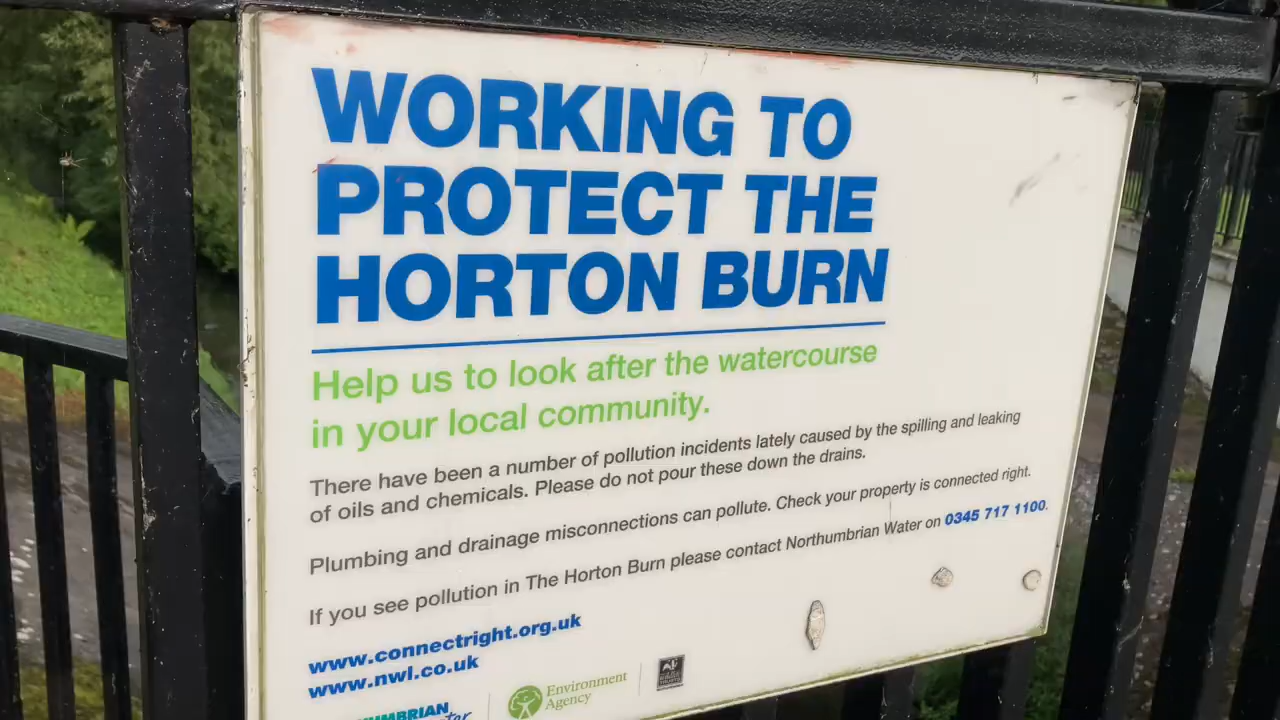 WORKING TO
PROTECT THE
HORTON BURN
Help us to look after the watercourse
in your local community.
There have been a number of pollution incidents lately caused by the spilling and leaking
of oils and chemicals. Please do not pour these down the drains.
Plumbing and drainage misconnections can pollute. Check your property is connected right.
If you see pollution in The Horton Burn please contact Northumbrian Water on 0345 717 1100.
www.connectright.org.uk
www.nwl.co.uk
Environment
Agency